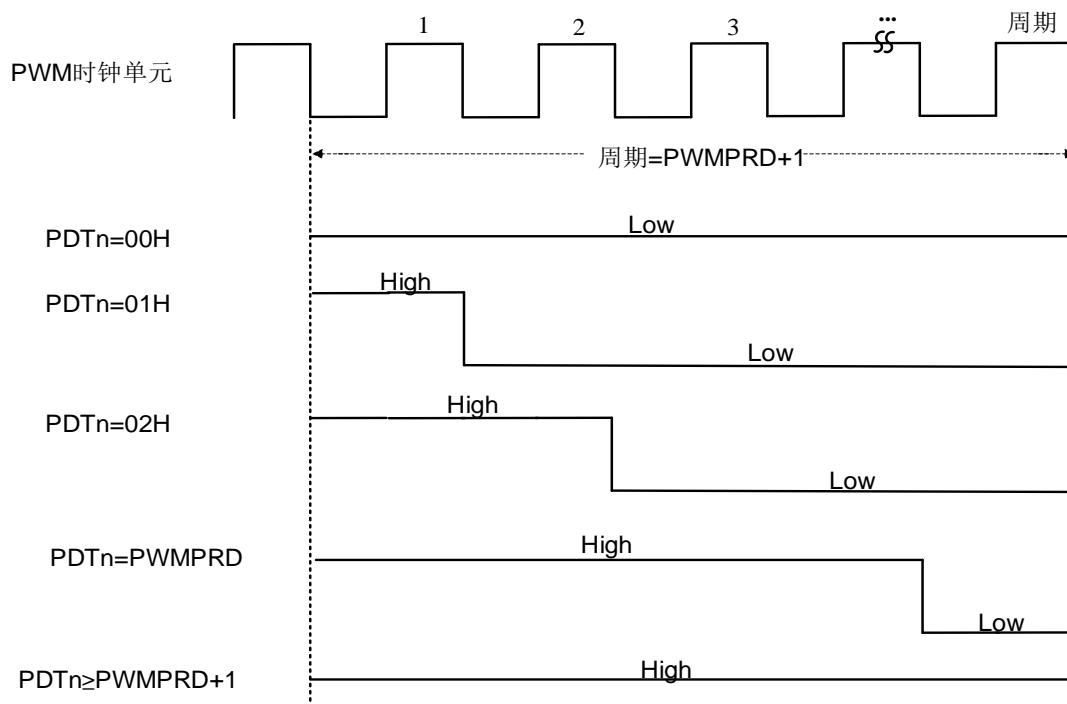 1 2 3 ... 周期
PWM时钟单元
周期=PWMPRD+1
PDTn=00H Low
PDTn=01H High Low
PDTn=02H High Low
PDTn=PWMPRD High Low
PDTn≥PWMPRD+1 High